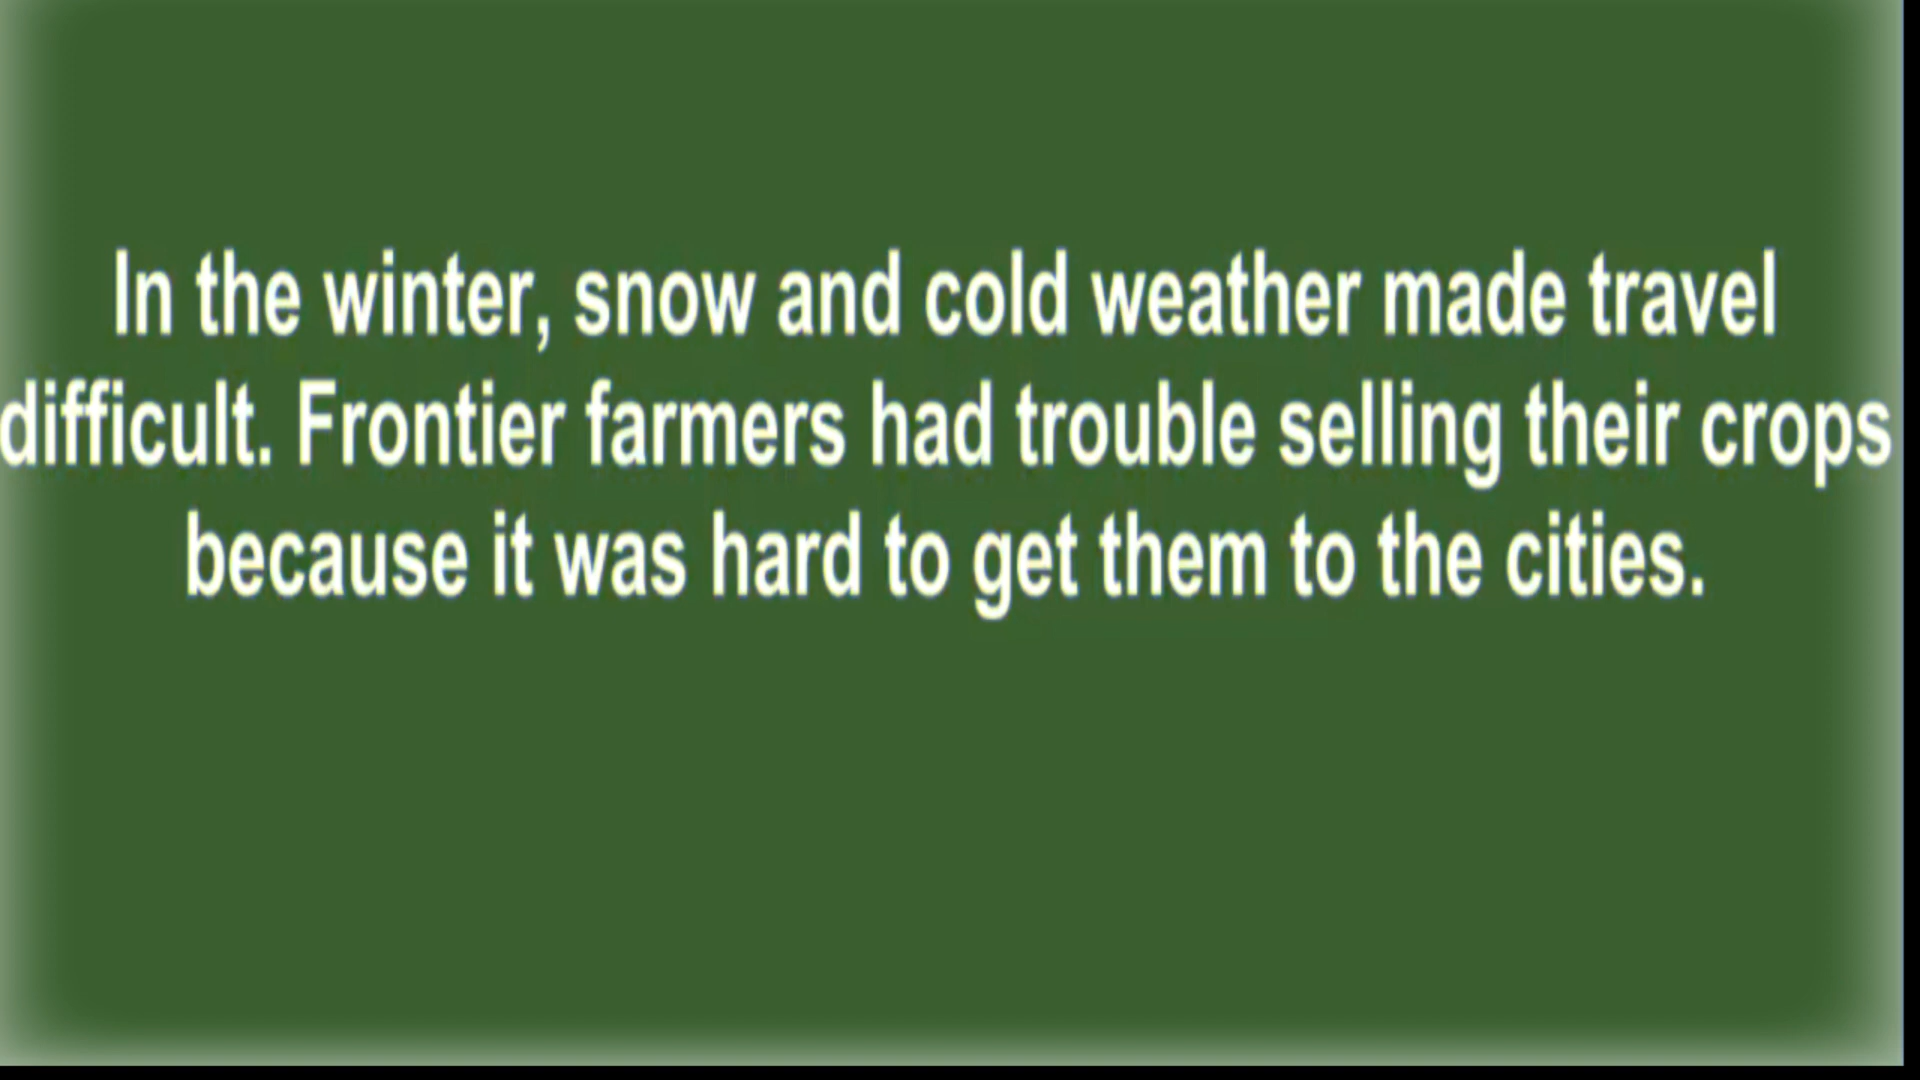 In the winter, snow and cold weather made travel
difficult. Frontier farmers had trouble selling their crops
because it was hard to get them to the cities.